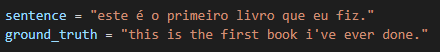 sentence = "este é o primeiro livro que eu fiz."
ground_truth = "this is the first book i've ever done."